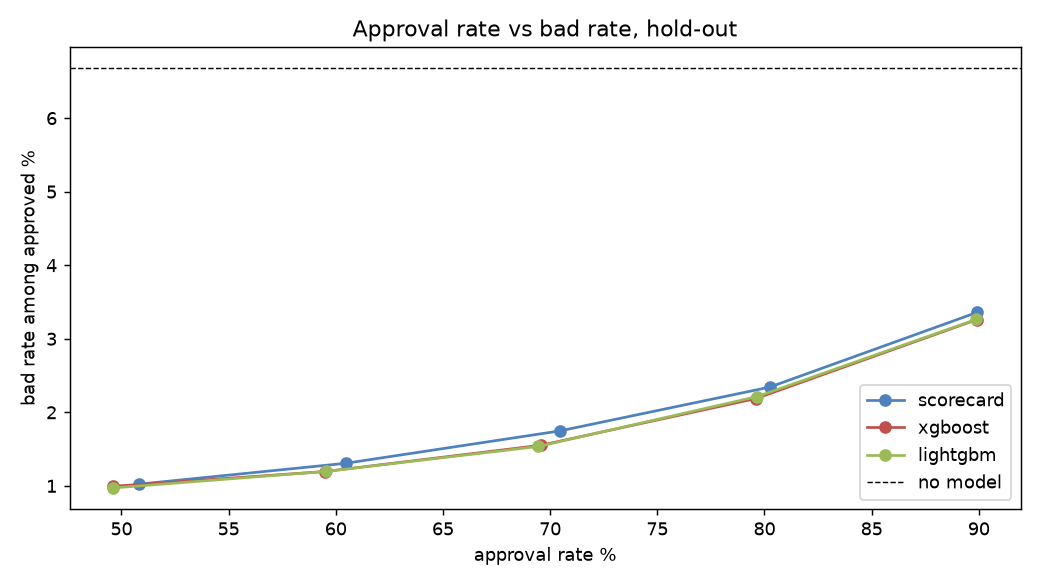 Approval rate vs bad rate, hold-out
bad rate among approved %
6
5
4
3
2
1
50 55 60 65 70 75 80 85 90
approval rate %
scorecard
xgboost
lightgbm
no model